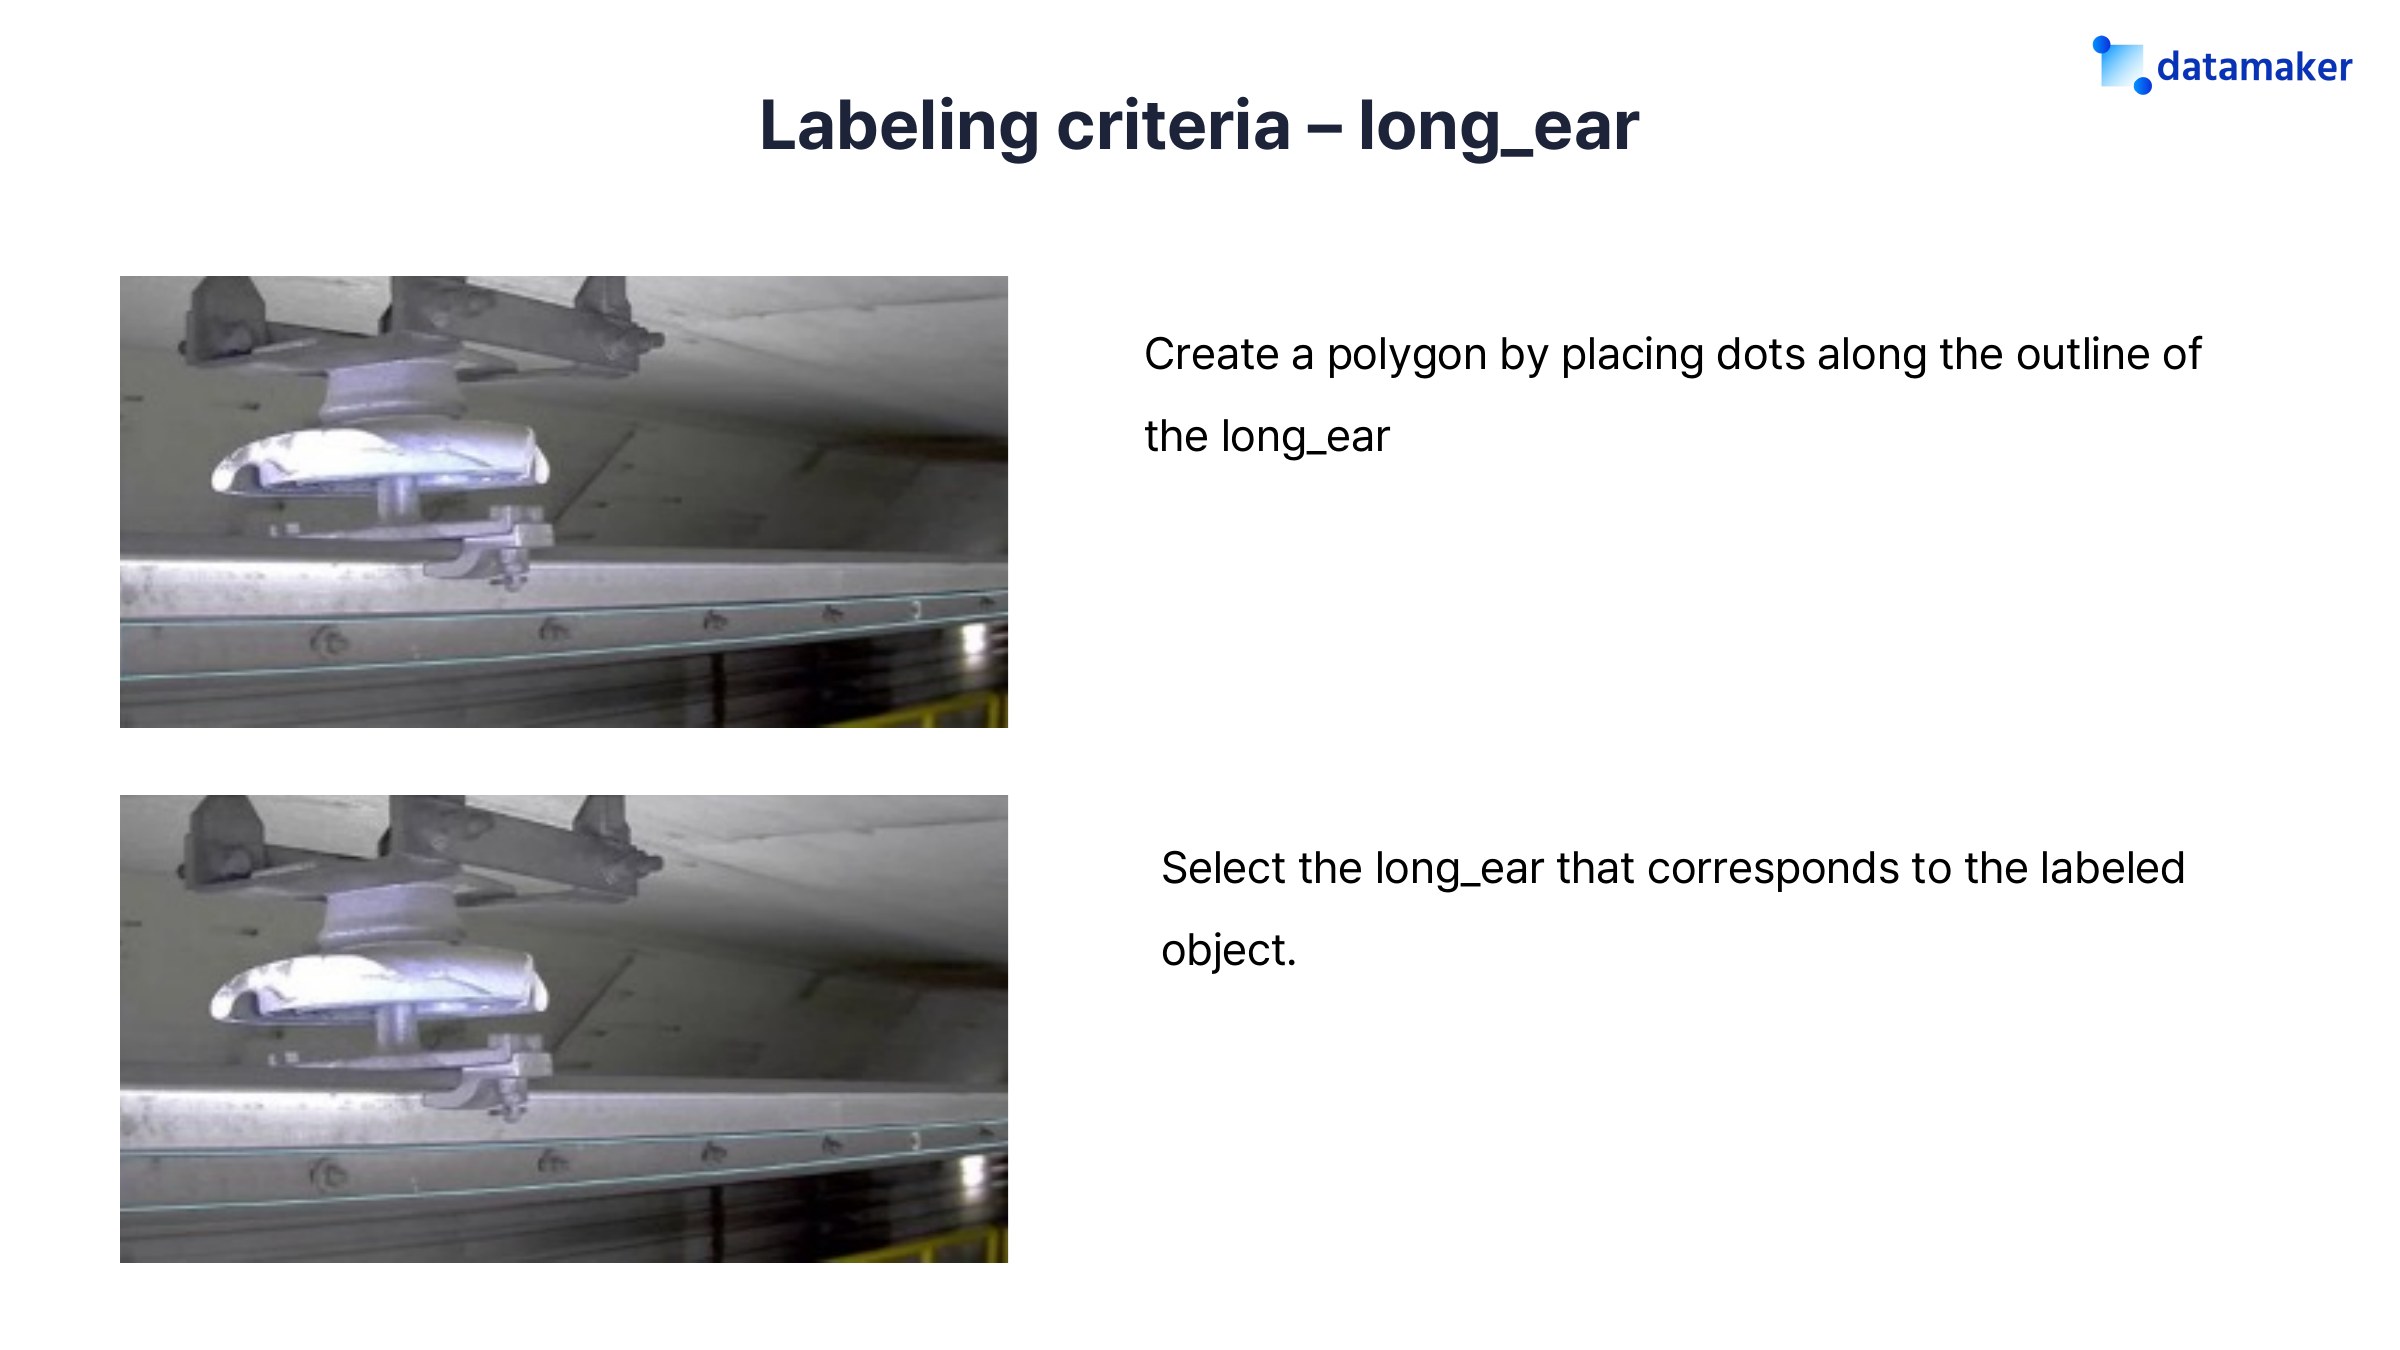 datamaker
Labeling criteria – long_ear
Create a polygon by placing dots along the outline of
the long_ear
Select the long_ear that corresponds to the labeled
object.